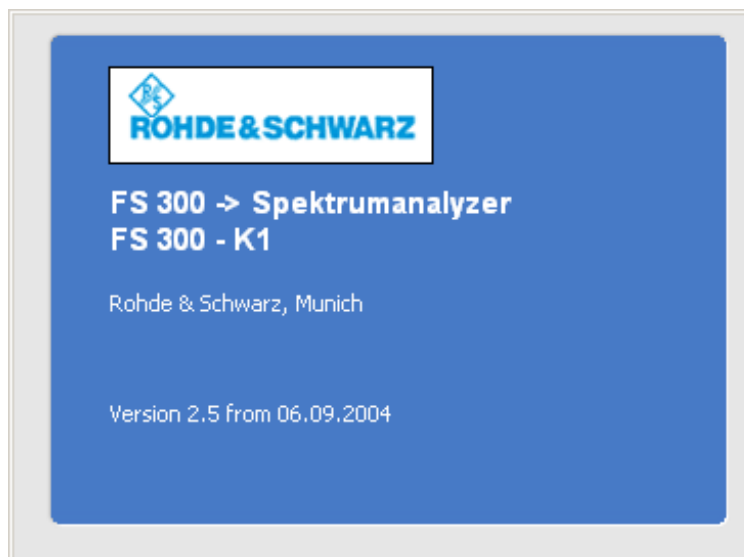 R&S
ROHDE & SCHWARZ
FS 300 -> Spektrumanalyzer
FS 300 - K1
Rohde & Schwarz, Munich
Version 2.5 from 06.09.2004